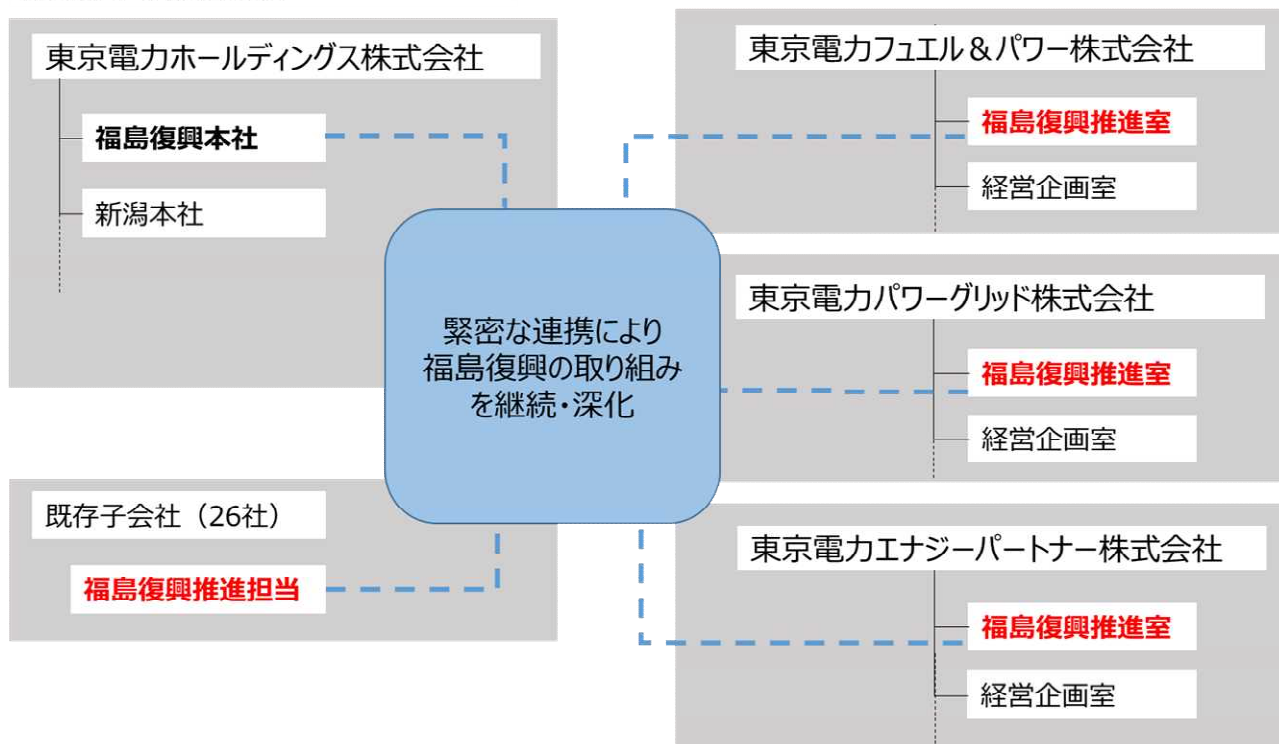 東京電力ホールディングス株式会社
福島復興本社
新潟本社
既存子会社（26社）
福島復興推進担当
緊密な連携により
福島復興の取り組み
を継続・深化
東京電力フュエル＆パワー株式会社
福島復興推進室
経営企画室
東京電力パワーグリッド株式会社
福島復興推進室
経営企画室
東京電力エナジーパートナー株式会社
福島復興推進室
経営企画室